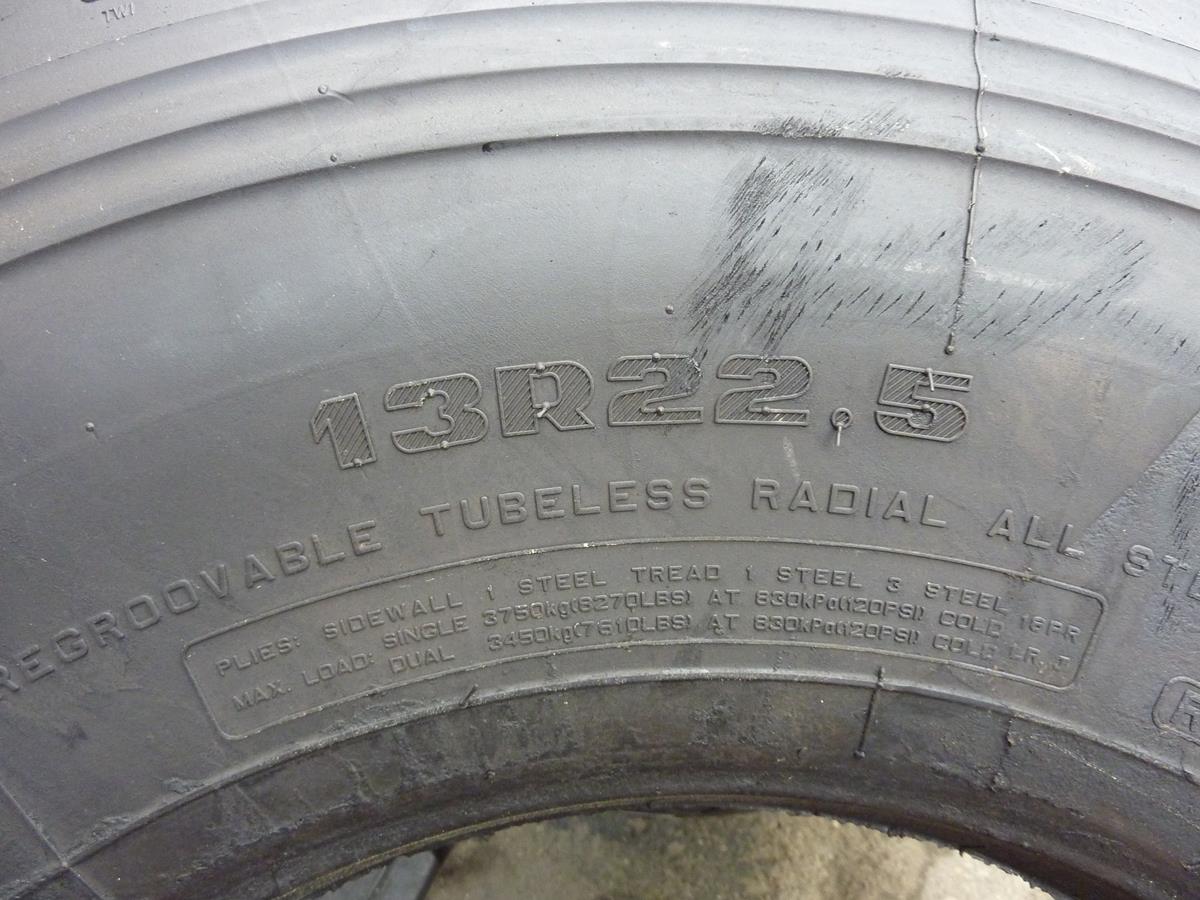 TWI
13R22.5
REGROOVABLE TUBELESS RADIAL ALL
PLIES: SIDEWALL 1 STEEL TREAD 1 STEEL 3 STEEL 18PR
MAX. LOAD: SINGLE 3750kg(8270LBS) AT 830kPa(120PSI) COLD
DUAL 3450kg(7610LBS) AT 830kPa(120PSI) COLD LR, J